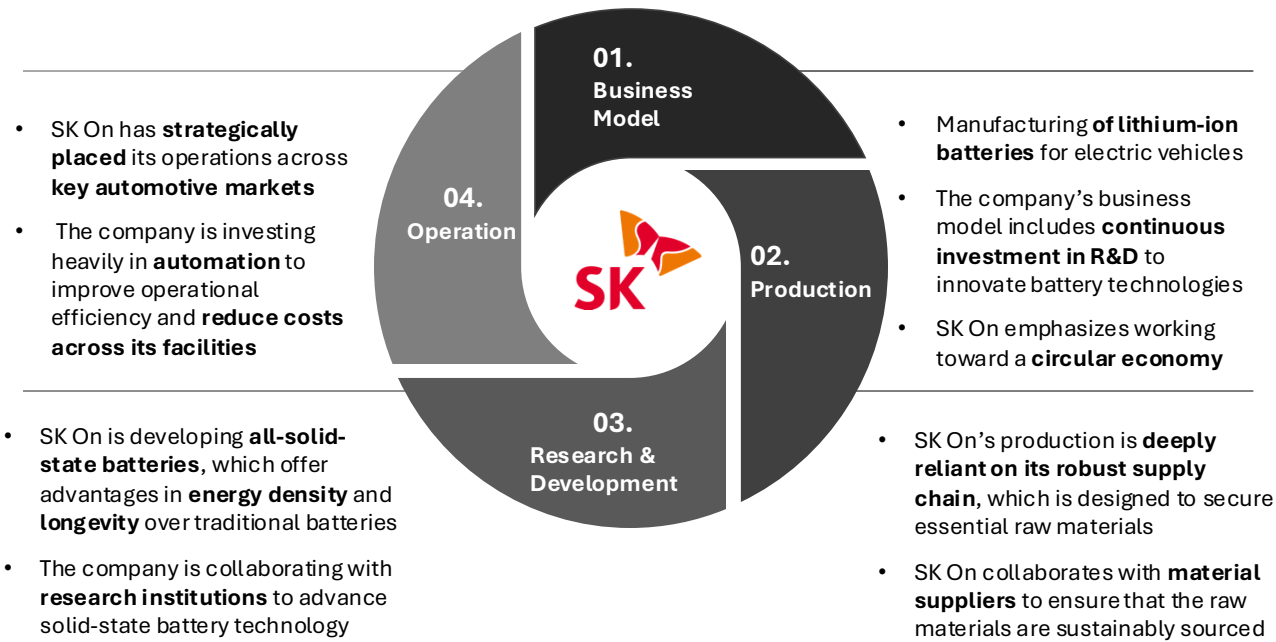 01.
Business
Model
02.
Production
03.
Research &
Development
04.
Operation
SK
• Manufacturing of lithium-ion
batteries for electric vehicles
• The company's business
model includes continuous
investment in R&D to
innovate battery technologies
• SK On emphasizes working
toward a circular economy
• SK On's production is deeply
reliant on its robust supply
chain, which is designed to secure
essential raw materials
• SK On collaborates with material
suppliers to ensure that the raw
materials are sustainably sourced
• SK On is developing all-solid-
state batteries, which offer
advantages in energy density and
longevity over traditional batteries
• The company is collaborating with
research institutions to advance
solid-state battery technology
• SK On has strategically
placed its operations across
key automotive markets
• The company is investing
heavily in automation to
improve operational
efficiency and reduce costs
across its facilities